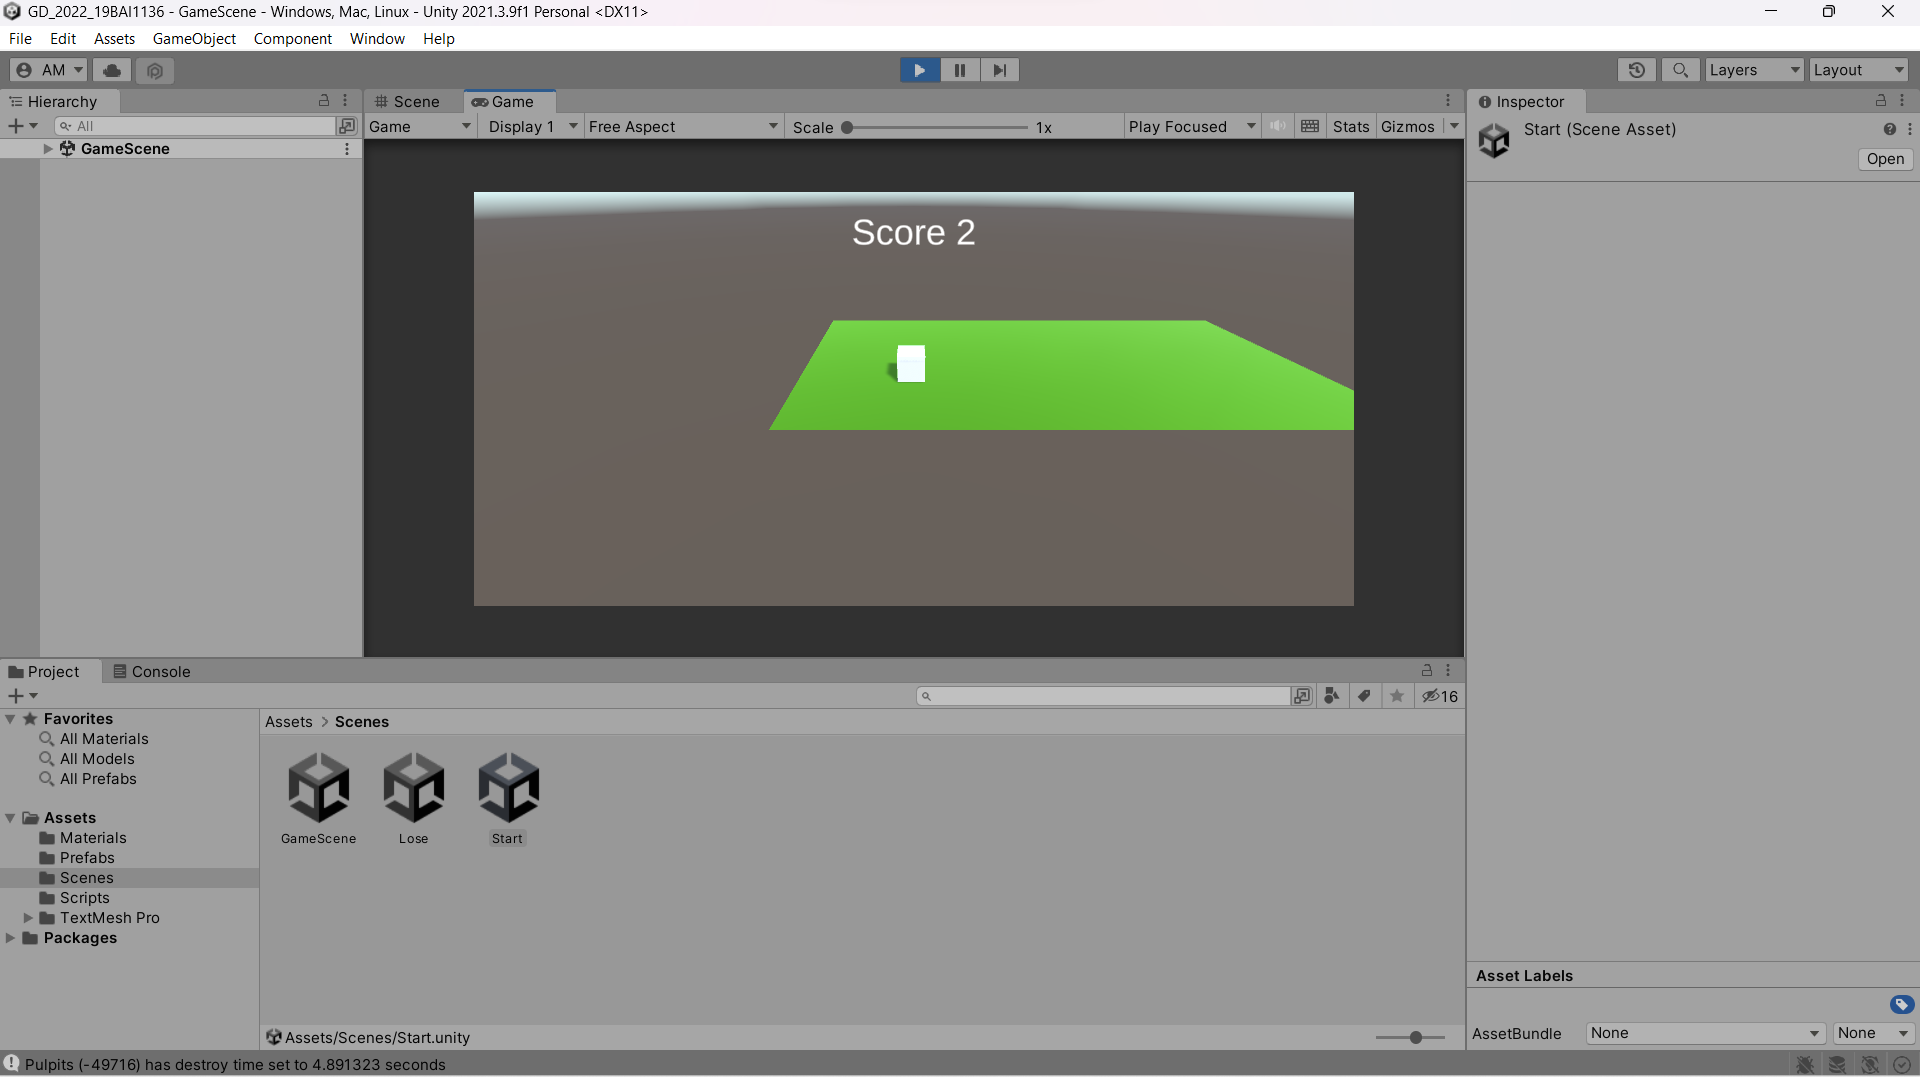 GD_2022_19BAI1136 - GameScene - Windows, Mac, Linux - Unity 2021.3.9f1 Personal <DX11>
File Edit Assets GameObject Component Window Help
AM Layers Layout
Hierarchy Scene Game Inspector
All Game Display 1 Free Aspect Scale 1x Play Focused Stats Gizmos Start (Scene Asset)
GameScene
Open
Score 2
Project Console
16
Favorites Assets > Scenes
All Materials
All Models
All Prefabs
Assets
Materials GameScene Lose Start
Prefabs
Scenes
Scripts
TextMesh Pro
Packages
Asset Labels
Assets/Scenes/Start.unity AssetBundle None None
Pulpits (-49716) has destroy time set to 4.891323 seconds